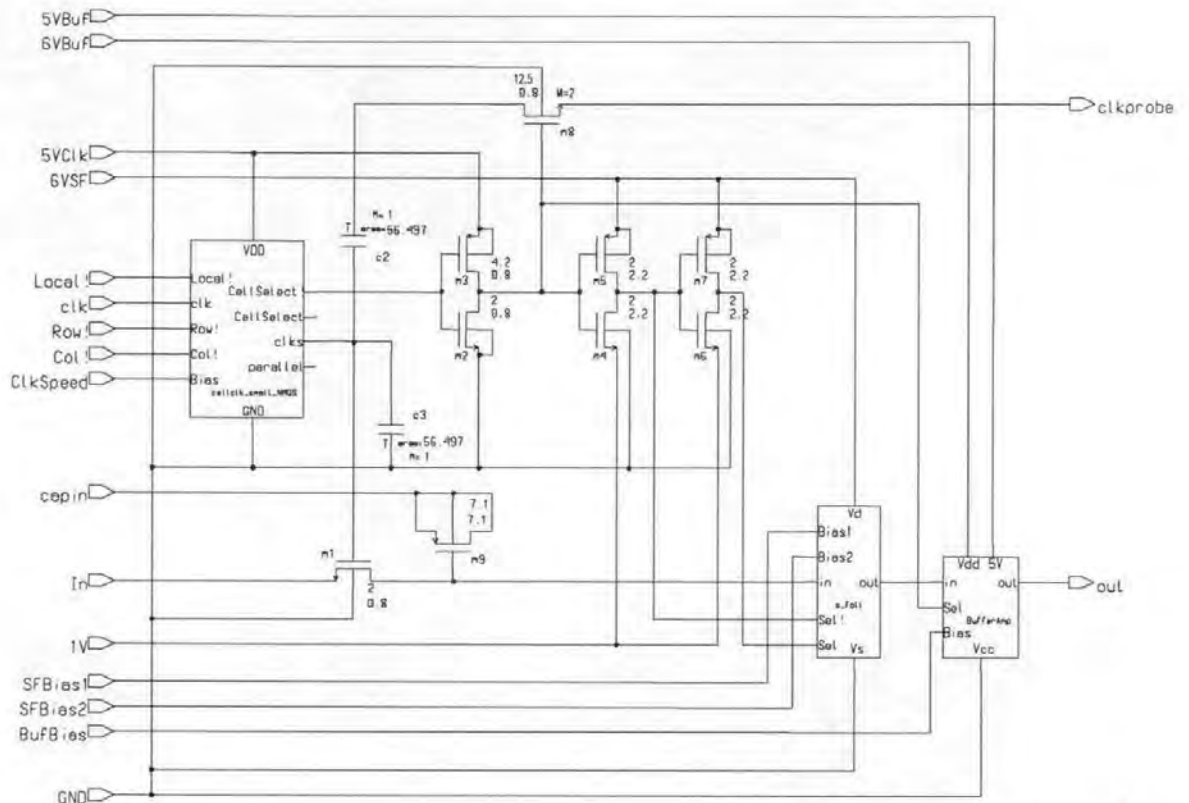 5VBuf
6VBuf
12.5
0.8
M=2
m8
clkprobe
5VClk
6VSF
M=1
T area=56.497
c2
VDD
Local!
clk
Row!
Col!
ClkSpeed
Local!
clk
Row!
Col!
Bias
CellSelect
CellSelect
clks
parallel
cellclk_small_NMOS
GND
m3
4.2
0.8
2
0.8
m2
m5
2
2.2
2
2.2
m4
m7
2
2.2
2
2.2
m6
c3
T area=56.497
M=1
capin
7.1
7.1
m9
m1
2
0.8
In
1V
SFBias1
SFBias2
BufBias
GND
Vd
Bias1
Bias2
in
out
s_foll
Sel!
Sel
Vs
Vdd 5V
in
out
Sel
BufferAmp
Bias
Vcc
out